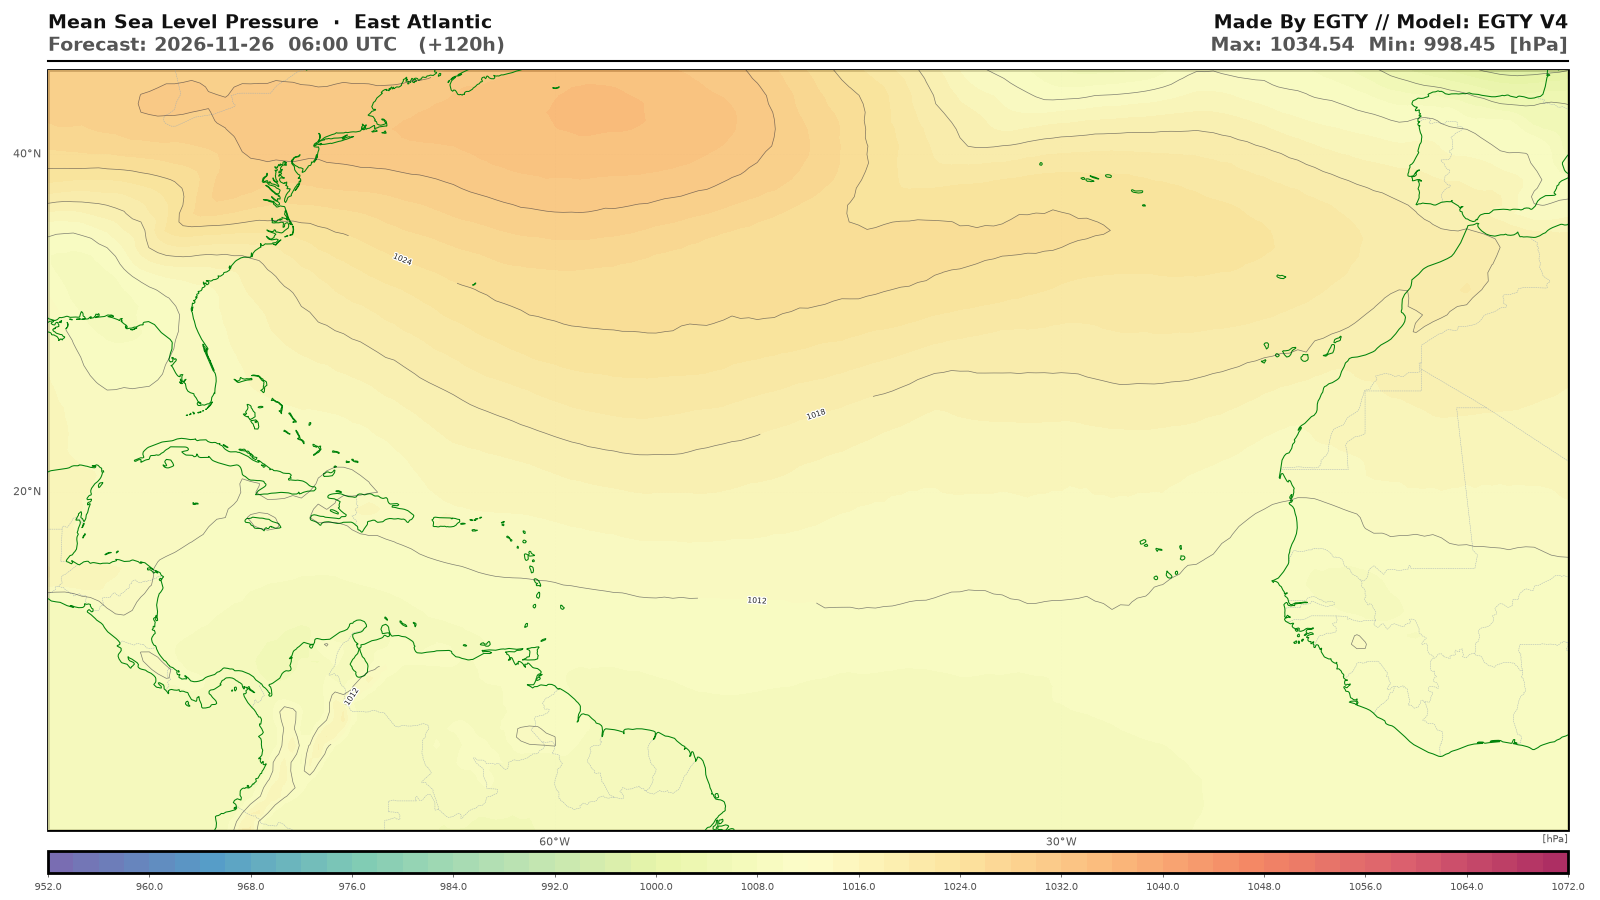 Mean Sea Level Pressure · East Atlantic
Made By EGTY // Model: EGTY V4
Forecast: 2026-11-26 06:00 UTC (+120h)
Max: 1034.54 Min: 998.45 [hPa]
40°N
1024
1018
20°N
1012
1012
60°W
30°W
[hPa]
952.0 960.0 968.0 976.0 984.0 992.0 1000.0 1008.0 1016.0 1024.0 1032.0 1040.0 1048.0 1056.0 1064.0 1072.0